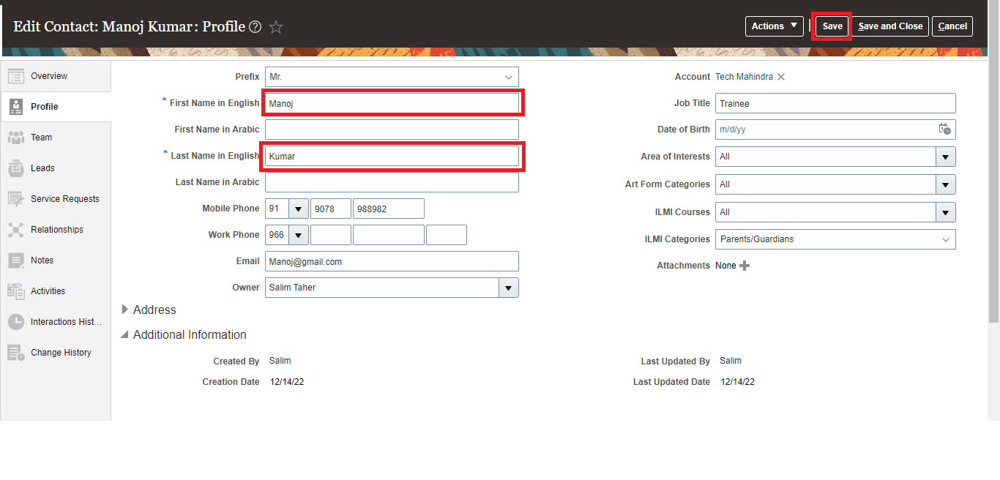 Edit Contact: Manoj Kumar : Profile ?
Actions Save Save and Close Cancel
Overview
Profile
Team
Leads
Service Requests
Relationships
Notes
Activities
Interactions Hist...
Change History
Prefix Mr.
* First Name in English Manoj
First Name in Arabic
* Last Name in English Kumar
Last Name in Arabic
Mobile Phone 91 9078 988982
Work Phone 966
Email Manoj@gmail.com
Owner Salim Taher
Account Tech Mahindra
Job Title Trainee
Date of Birth m/d/yy
Area of Interests All
Art Form Categories All
ILMI Courses All
ILMI Categories Parents/Guardians
Attachments None
Address
Additional Information
Created By Salim
Creation Date 12/14/22
Last Updated By Salim
Last Updated Date 12/14/22